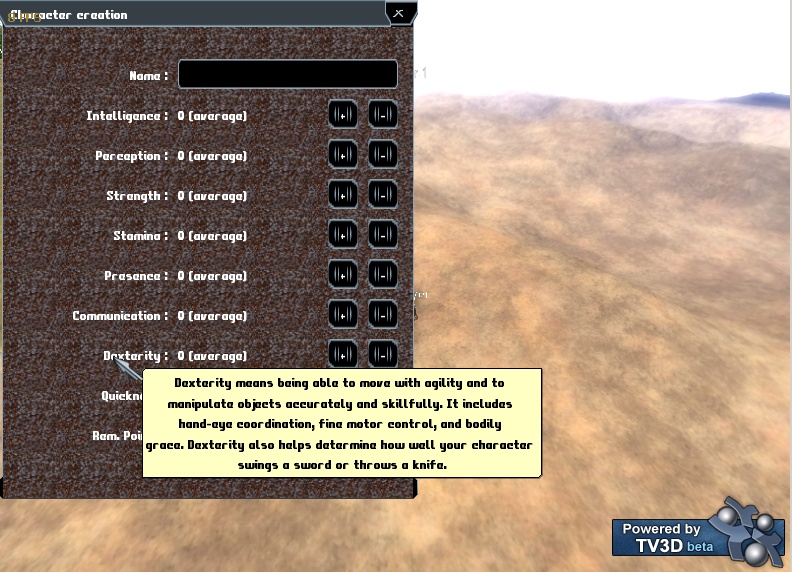 Character creation
Name :
Intelligence : 0 (average) + -
Perception : 0 (average) + -
Strength : 0 (average) + -
Stamina : 0 (average) + -
Presence : 0 (average) + -
Communication : 0 (average) + -
Dexterity : 0 (average) + -
Dexterity means being able to move with agility and to
manipulate objects accurately and skillfully. It includes
hand-eye coordination, fine motor control, and bodily
grace. Dexterity also helps determine how well your character
swings a sword or throws a knife.
Powered by
TV3D beta